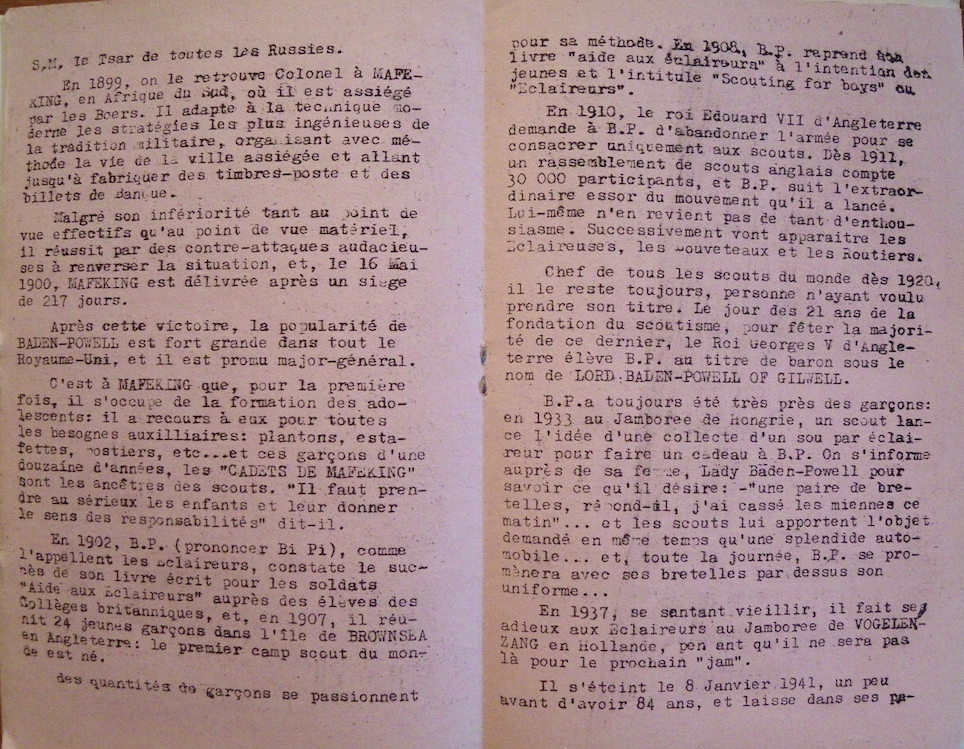 S.M. le Tsar de toutes les Russies.
En 1899, on le retrouve Colonel à MAFE-
KING, en Afrique du Sud, où il est assiégé
par les Boers. Il adapte à la technique mo-
derne les stratégies les plus ingénieuses de
la tradition militaire, organisant avec mé-
thode la vie de la ville assiégée et allant
jusqu'à fabriquer des timbres-poste et des
billets de Banque.
Malgré son infériorité tant au point de
vue effectifs qu'au point de vue matériel,
il réussit par des contre-attaques audacieu-
ses à renverser la situation, et, le 16 Mai
1900, MAFEKING est délivrée après un siège
de 217 jours.
Après cette victoire, la popularité de
BADEN-POWELL est fort grande dans tout le
Royaume-Uni, et il est promu major-général.
C'est à MAFEKING que, pour la première
fois, il s'occupe de la formation des ado-
lescents: il a recours à eux pour toutes
les besognes auxilliaires: plantons, esta-
fettes, postiers, etc...et ces garçons d'une
douzaine d'années, les "CADETS DE MAFEKING"
sont les ancêtres des scouts. "Il faut pren-
dre au sérieux les enfants et leur donner
le sens des responsabilités" dit-il.
En 1902, B.P. (prononcer Bi Pi), comme
l'appellent les Eclaireurs, constate le suc-
cès de son livre écrit pour les soldats
"Aide aux Eclaireurs" auprès des élèves des
Collèges britanniques, et, en 1907, il réu-
nit 24 jeunes garçons dans l'île de BROWNSEA
en Angleterre: le premier camp scout du mon-
de est né.
des quantités de garçons se passionnent
pour sa méthode. En 1908, B.P. reprend son
livre "aide aux éclaireurs" à l'intention des
jeunes et l'intitule "Scouting for boys" ou
"Eclaireurs".
En 1910, le roi Edouard VII d'Angleterre
demande à B.P. d'abandonner l'armée pour se
consacrer uniquement aux scouts. Dès 1911,
un rassemblement de scouts anglais compte
30 000 participants, et B.P. suit l'extraor-
dinaire essor du mouvement qu'il a lancé.
Lui-même n'en revient pas de tant d'enthou-
siasme. Successivement vont apparaitre les
Eclaireuses, les Louveteaux et les Routiers.
Chef de tous les scouts du monde dès 1920,
il le reste toujours, personne n'ayant voulu
prendre son titre. Le jour des 21 ans de la
fondation du scoutisme, pour fêter la majori-
té de ce dernier, le Roi Georges V d'Angle-
terre élève B.P. au titre de baron sous le
nom de LORD BADEN-POWELL OF GILWELL.
B.P.a toujours été très près des garçons:
en 1933 au Jamboree de Hongrie, un scout lan-
ce l'idée d'une collecte d'un sou par éclai-
reur pour faire un cadeau à B.P. On s'informe
auprès de sa femme, Lady Baden-Powell pour
savoir ce qu'il désire: -"une paire de bre-
telles, répond-il, j'ai cassé les miennes ce
matin"... et les scouts lui apportent l'objet
demandé en même temps qu'une splendide auto-
mobile... et, toute la journée, B.P. se pro-
mènera avec ses bretelles par dessus son
uniforme...
En 1937, se sentant vieillir, il fait ses
adieux aux Eclaireurs au Jamboree de VOGELEN-
ZANG en Hollande, pensant qu'il ne sera pas
là pour le prochain "jam".
Il s'éteint le 8 Janvier 1941, un peu
avant d'avoir 84 ans, et laisse dans ses pa-